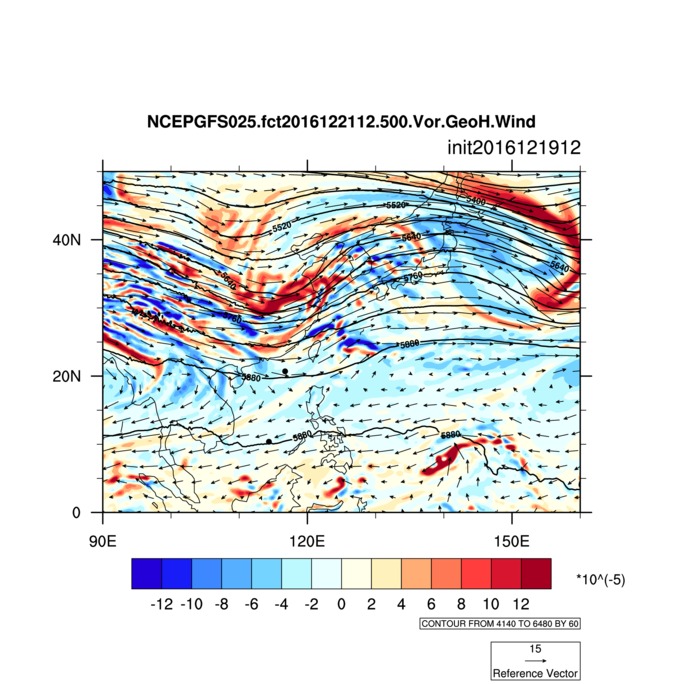 NCEPGFS025.fct2016122112.500.Vor.GeoH.Wind
init2016121912
5400
5520
5520
5640
40N
5640
5640
5760
5760
5880
20N
5880
5880
5880
0
90E 120E 150E
-12 -10 -8 -6 -4 -2 0 2 4 6 8 10 12 *10^(-5)
CONTOUR FROM 4140 TO 6480 BY 60
15
Reference Vector